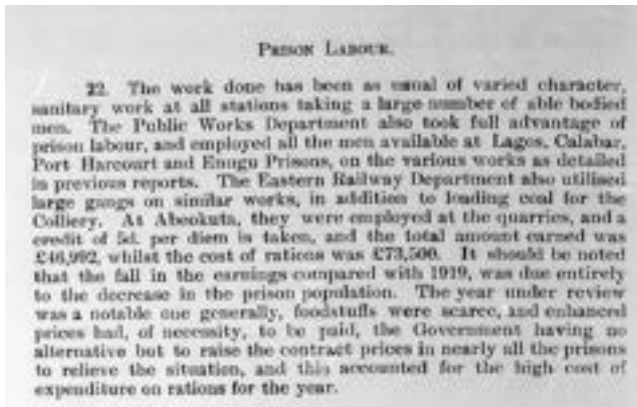 PRISON LABOUR.
22. The work done has been as usual of varied character,
sanitary work at all stations taking a large number of able bodied
men. The Public Works Department also took full advantage of
prison labour, and employed all the men available at Lagos, Calabar,
Port Harcourt and Enugu Prisons, on the various works as detailed
in previous reports. The Eastern Railway Department also utilised
large gangs on similar works, in addition to loading coal for the
Colliery. At Abeokuta, they were employed at the quarries, and a
credit of 5d. per diem is taken, and the total amount earned was
£46,992, whilst the cost of rations was £73,500. It should be noted
that the fall in the earnings compared with 1919, was due entirely
to the decrease in the prison population. The year under review
was a notable one generally, foodstuffs were scarce, and enhanced
prices had, of necessity, to be paid, the Government having no
alternative but to raise the contract prices in nearly all the prisons
to relieve the situation, and this accounted for the high cost of
expenditure on rations for the year.